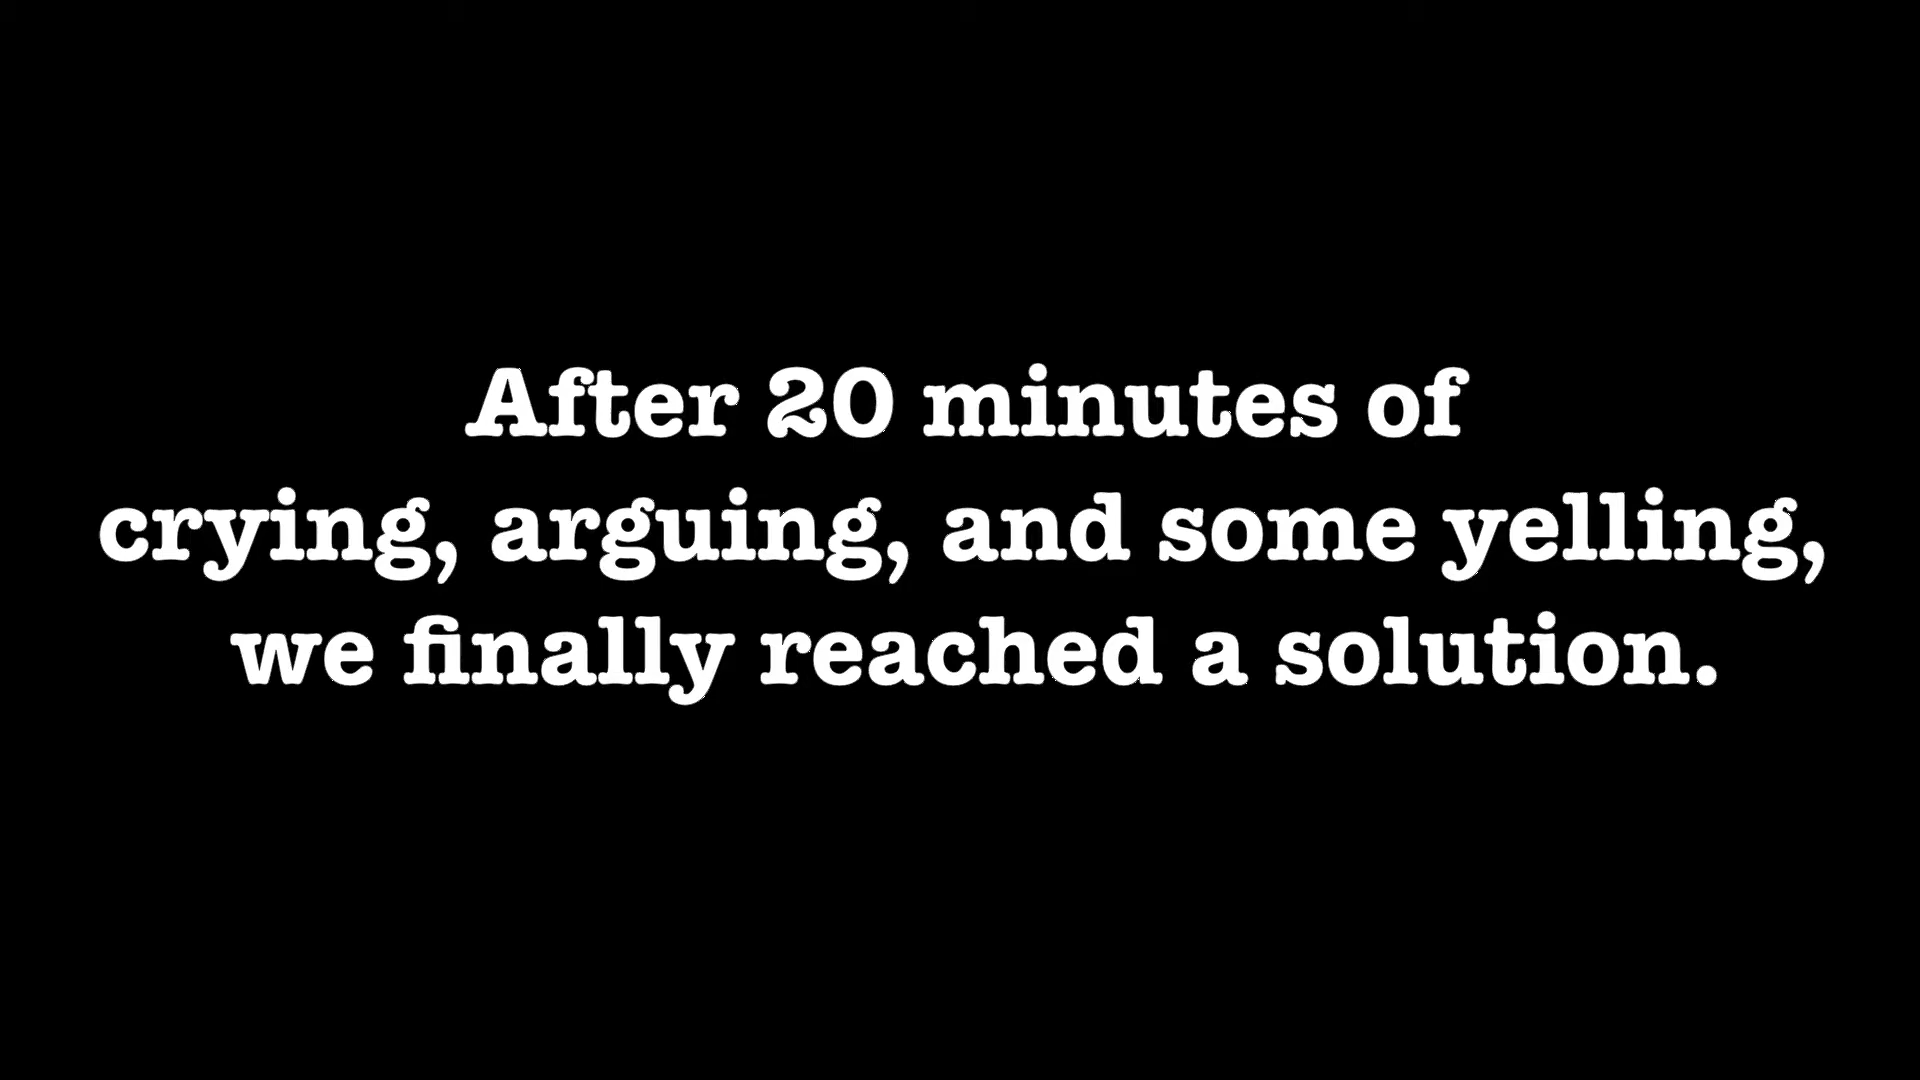 After 20 minutes of
crying, arguing, and some yelling,
we finally reached a solution.